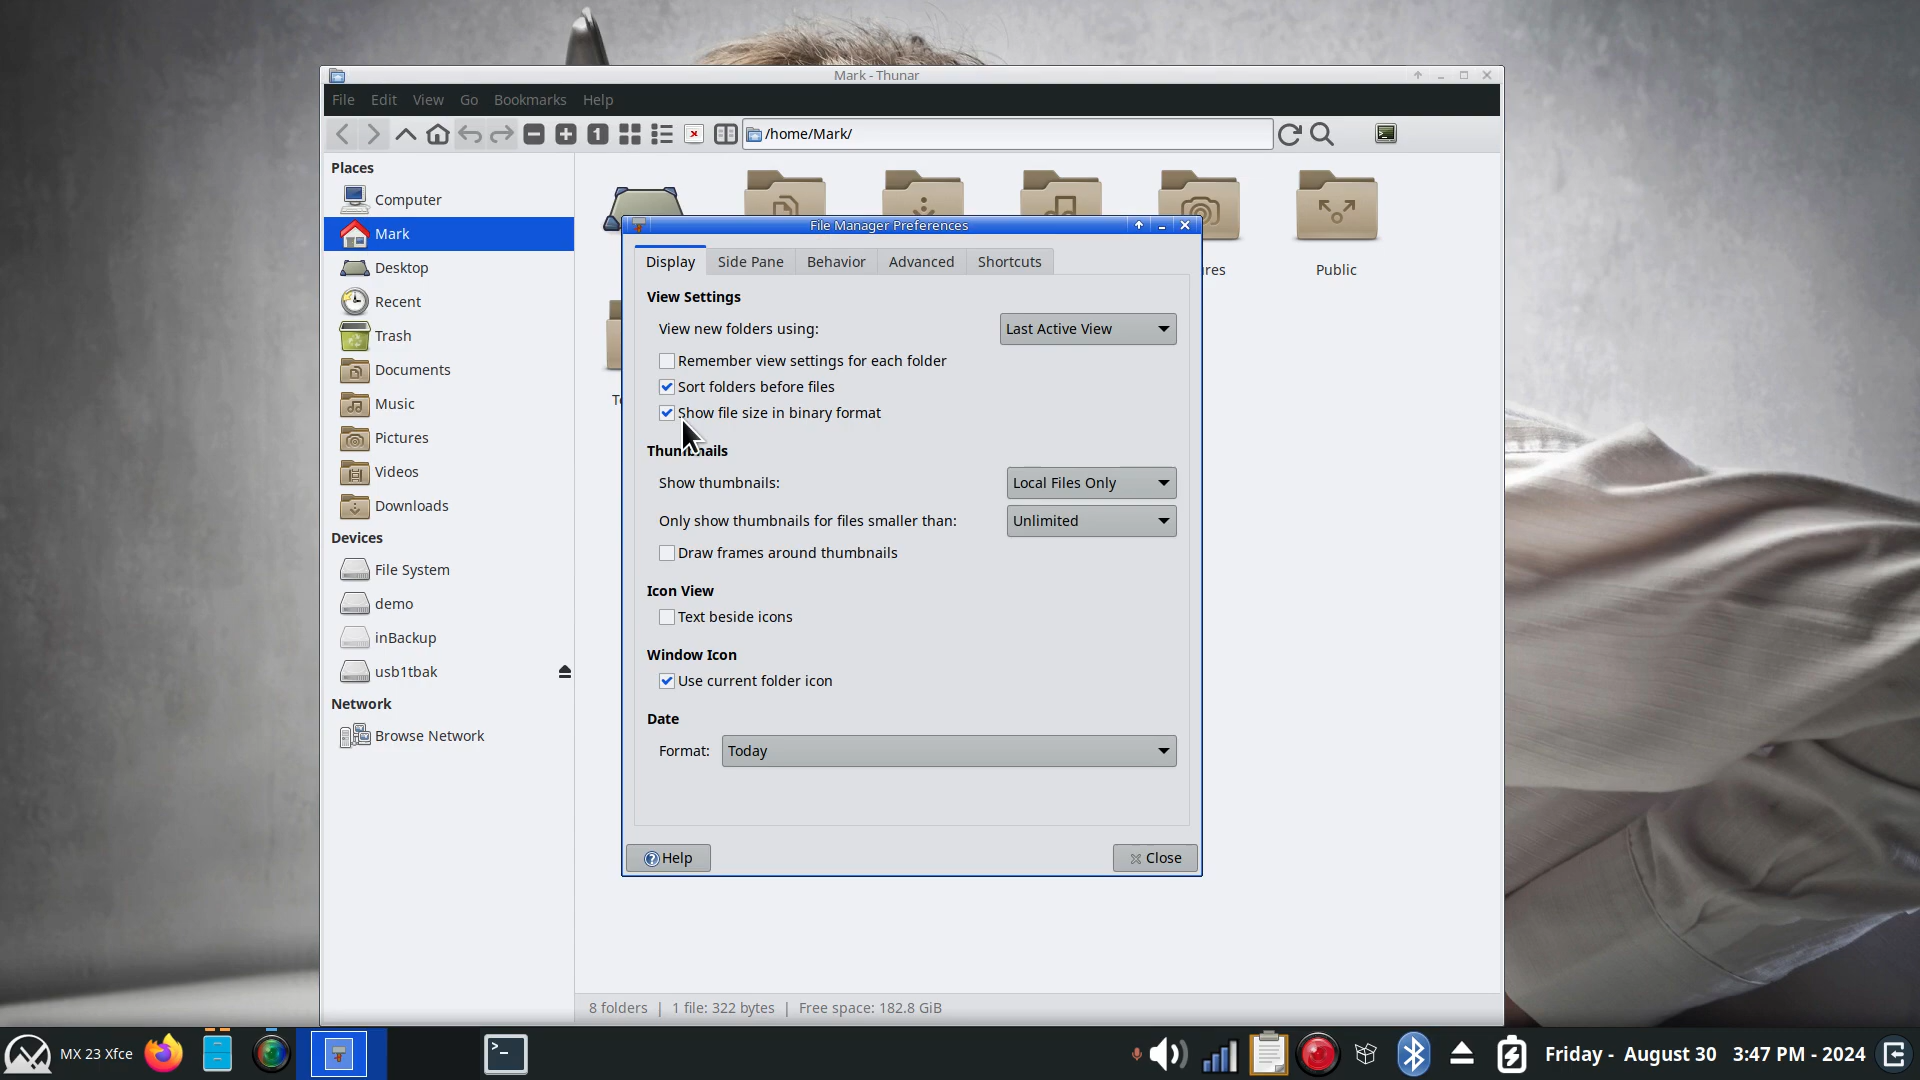 Mark - Thunar
File Edit View Go Bookmarks Help
1
/home/Mark/
Places
Computer
Mark
Desktop
Recent
Trash
Documents
Music
Pictures
Videos
Downloads
Devices
File System
demo
inBackup
usb1tbak
Network
Browse Network
Public
File Manager Preferences
Display Side Pane Behavior Advanced Shortcuts
View Settings
View new folders using: Last Active View
Remember view settings for each folder
Sort folders before files
Show file size in binary format
Thumbnails
Show thumbnails: Local Files Only
Only show thumbnails for files smaller than: Unlimited
Draw frames around thumbnails
Icon View
Text beside icons
Window Icon
Use current folder icon
Date
Format: Today
Help Close
8 folders | 1 file: 322 bytes | Free space: 182.8 GiB
MX 23 Xfce
Friday - August 30 3:47 PM - 2024